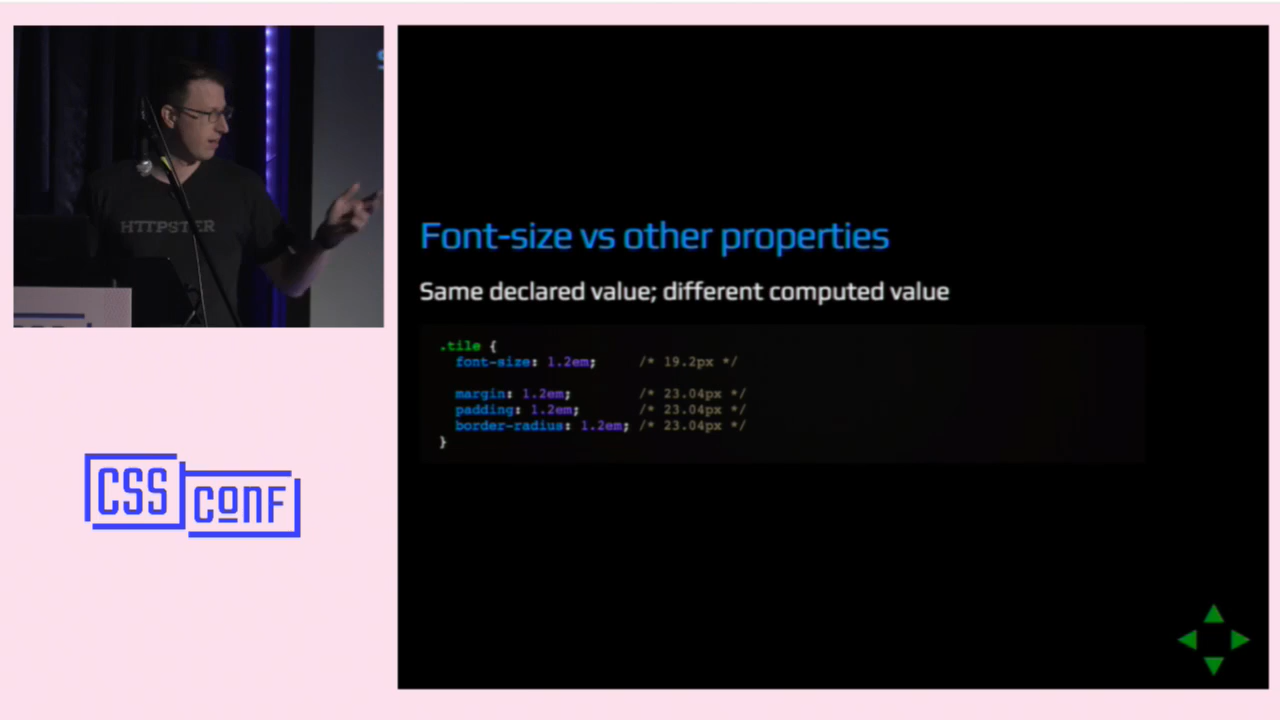 HTTPSTER
CSS
CONF
Font-size vs other properties
Same declared value; different computed value
.tile {
font-size: 1.2em; /* 19.2px */
margin: 1.2em; /* 23.04px */
padding: 1.2em; /* 23.04px */
border-radius: 1.2em; /* 23.04px */
}